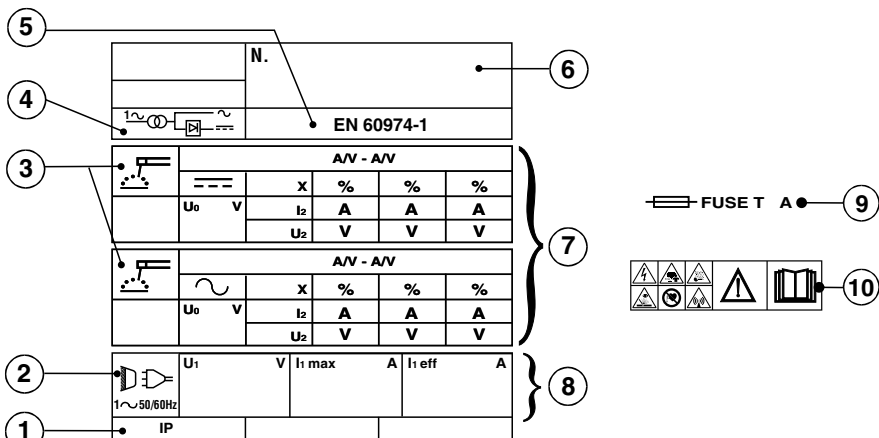 5
N.
6
4
1~
EN 60974-1
3
A/V - A/V
X % % %
U0 V I2 A A A
U2 V V V
7
FUSE T A
9
A/V - A/V
X % % %
U0 V I2 A A A
U2 V V V
10
2
U1 V I1 max A I1 eff A
1~50/60Hz
8
1
IP